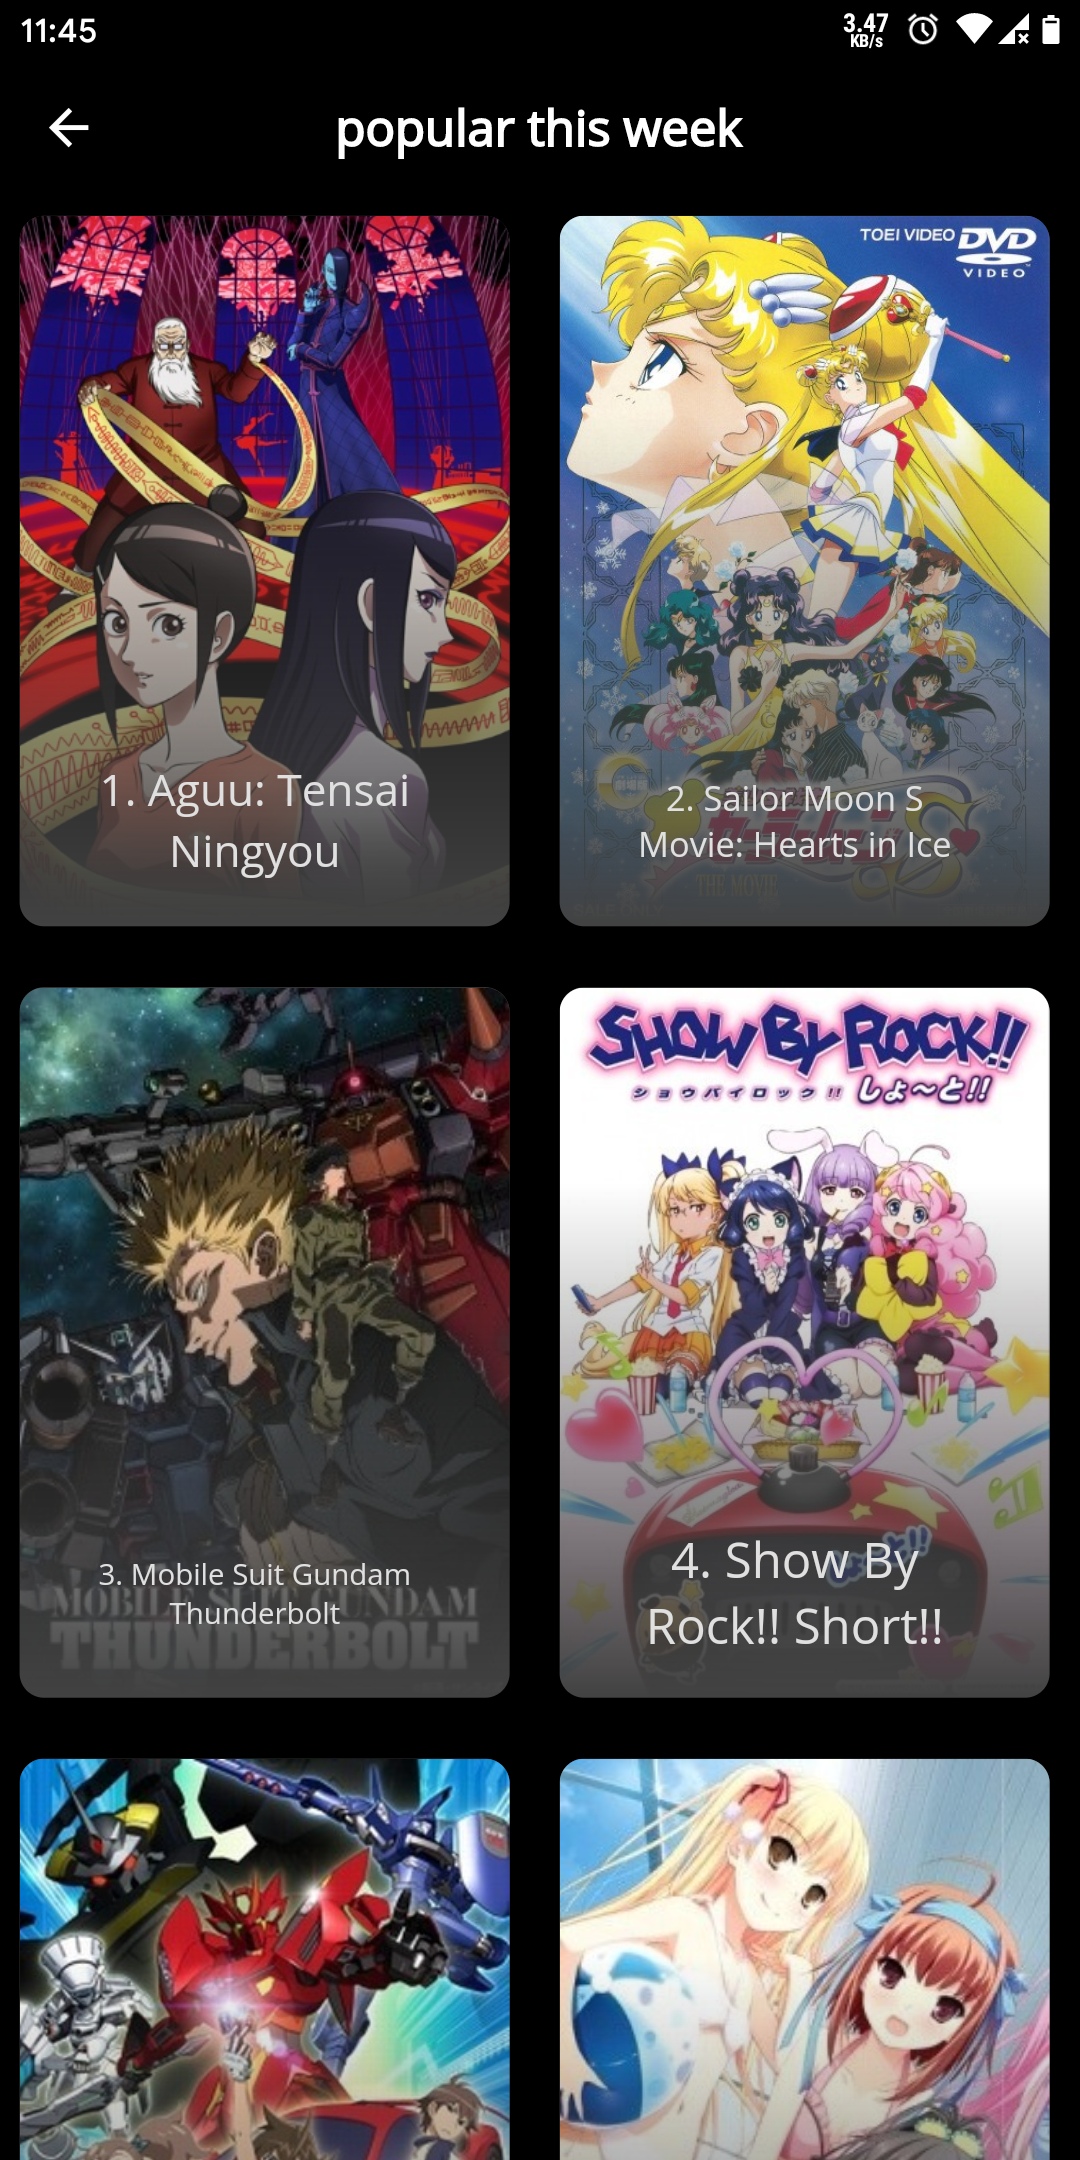 11:45
3.47
KB/s
popular this week
TOEI VIDEO DVD
VIDEO
1. Aguu: Tensai
Ningyou
2. Sailor Moon S
Movie: Hearts in Ice
THE MOVIE
SHOW BY ROCK!!
ショウバイロック!! しょ〜と!!
3. Mobile Suit Gundam
Thunderbolt
MOBILE SUIT GUNDAM
THUNDERBOLT
4. Show By
Rock!! Short!!